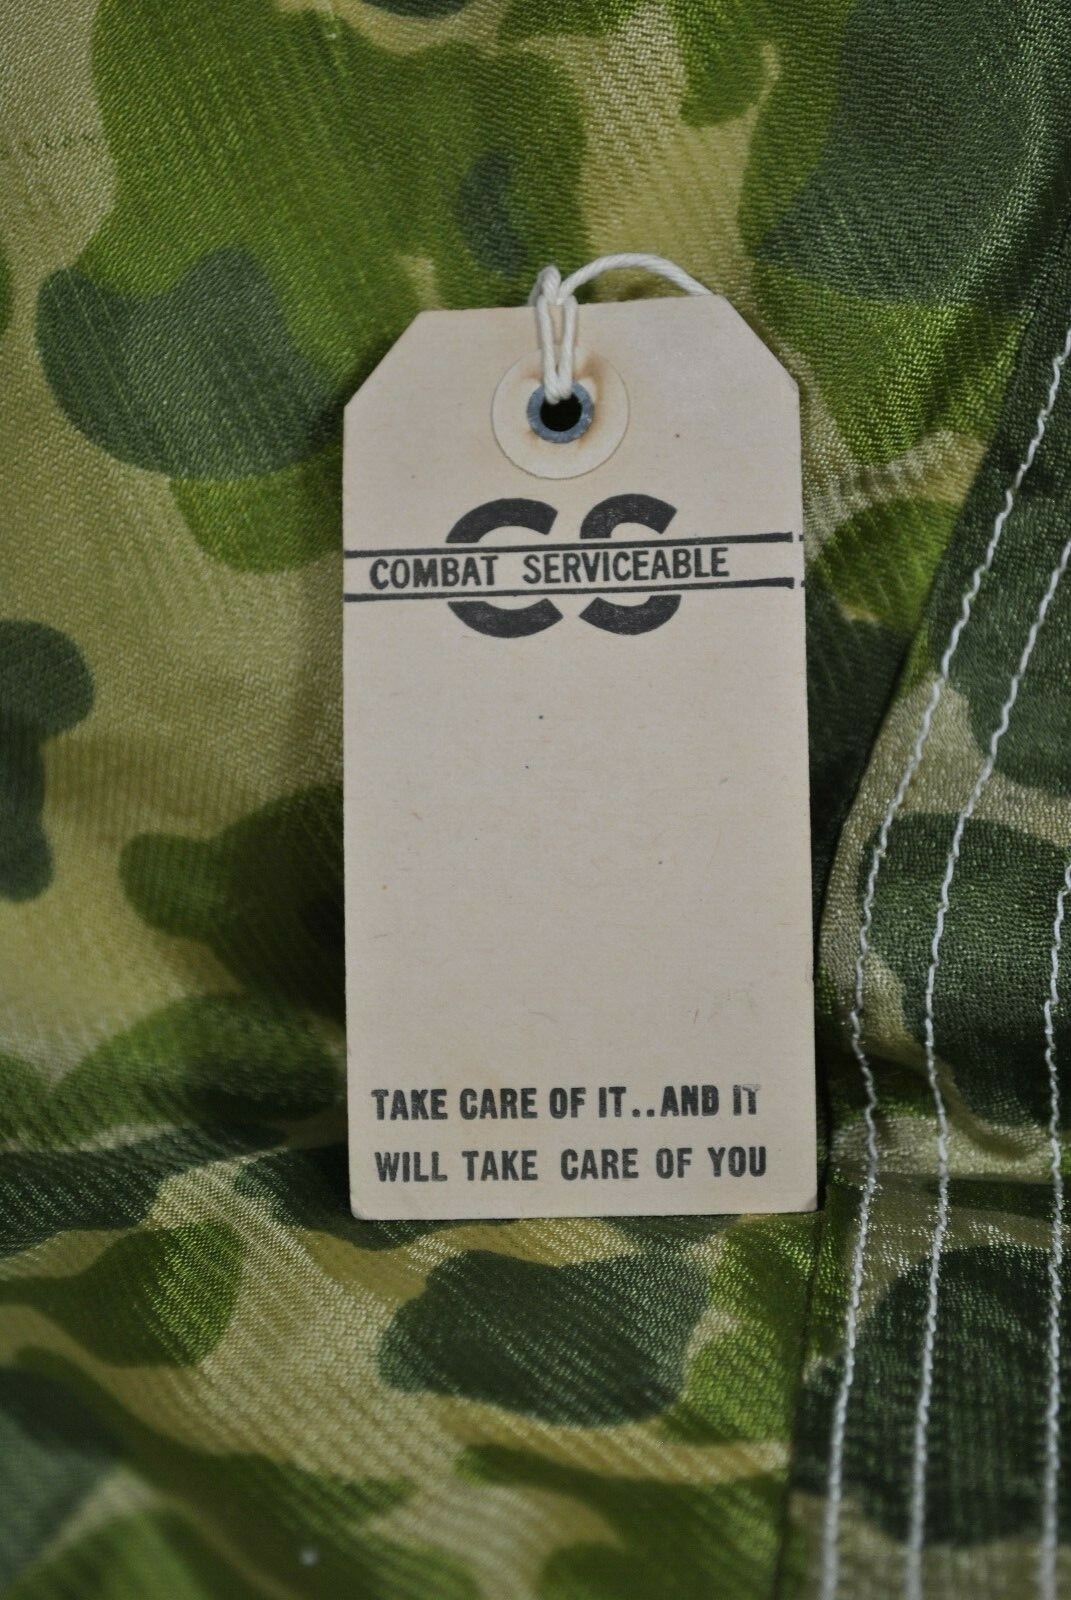 CS
COMBAT SERVICEABLE
TAKE CARE OF IT..AND IT
WILL TAKE CARE OF YOU